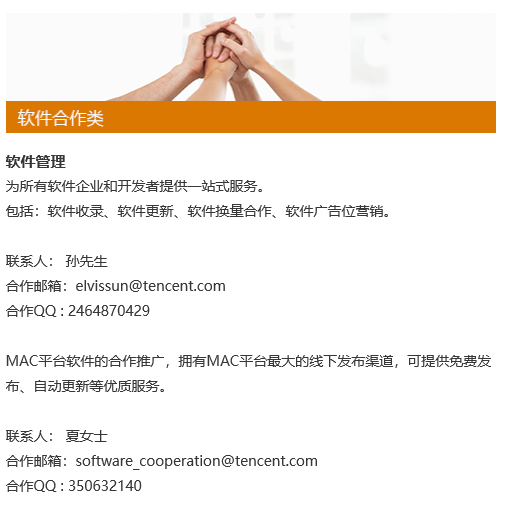 软件合作类
软件管理
为所有软件企业和开发者提供一站式服务。
包括：软件收录、软件更新、软件换量合作、软件广告位营销。
联系人： 孙先生
合作邮箱：elvissun@tencent.com
合作QQ : 2464870429
MAC平台软件的合作推广，拥有MAC平台最大的线下发布渠道，可提供免费发
布、自动更新等优质服务。
联系人： 夏女士
合作邮箱：software_cooperation@tencent.com
合作QQ : 350632140